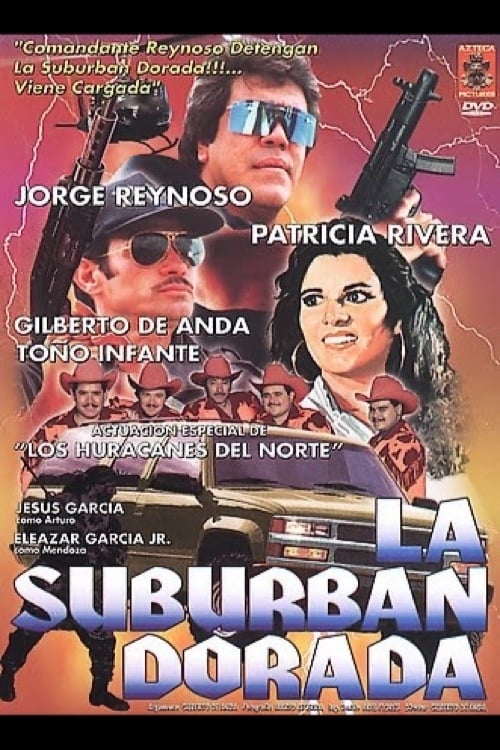 "Comandante Reynoso Detengan
La Suburban Dorada!!!...
Viene Cargada"
AZTECA
PICTURES
DVD
JORGE REYNOSO
PATRICIA RIVERA
GILBERTO DE ANDA
TOÑO INFANTE
ACTUACION ESPECIAL DE
"LOS HURACANES DEL NORTE"
JESUS GARCIA
como Arturo
ELEAZAR GARCIA JR.
como Mendoza
LA
SUBURBAN
DORADA